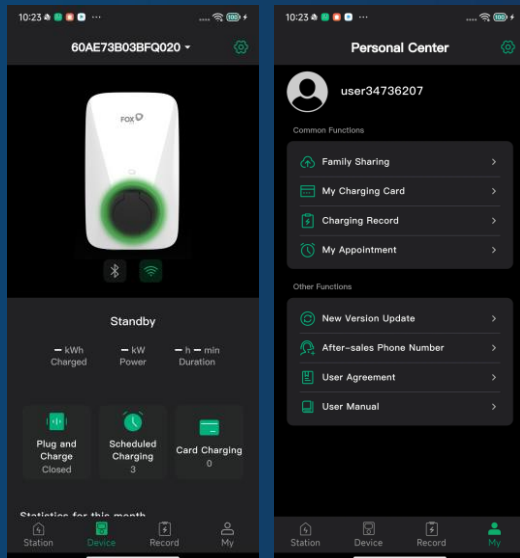 10:23
100
60AE73B03BFQ020
FOX
Standby
– kWh
Charged
– kW
Power
– h – min
Duration
Plug and
Charge
Closed
Scheduled
Charging
3
Card Charging
0
Statistics for this month
Station
Device
Record
My
10:23
100
Personal Center
user34736207
Common Functions
Family Sharing
My Charging Card
Charging Record
My Appointment
Other Functions
New Version Update
After-sales Phone Number
User Agreement
User Manual
Station
Device
Record
My